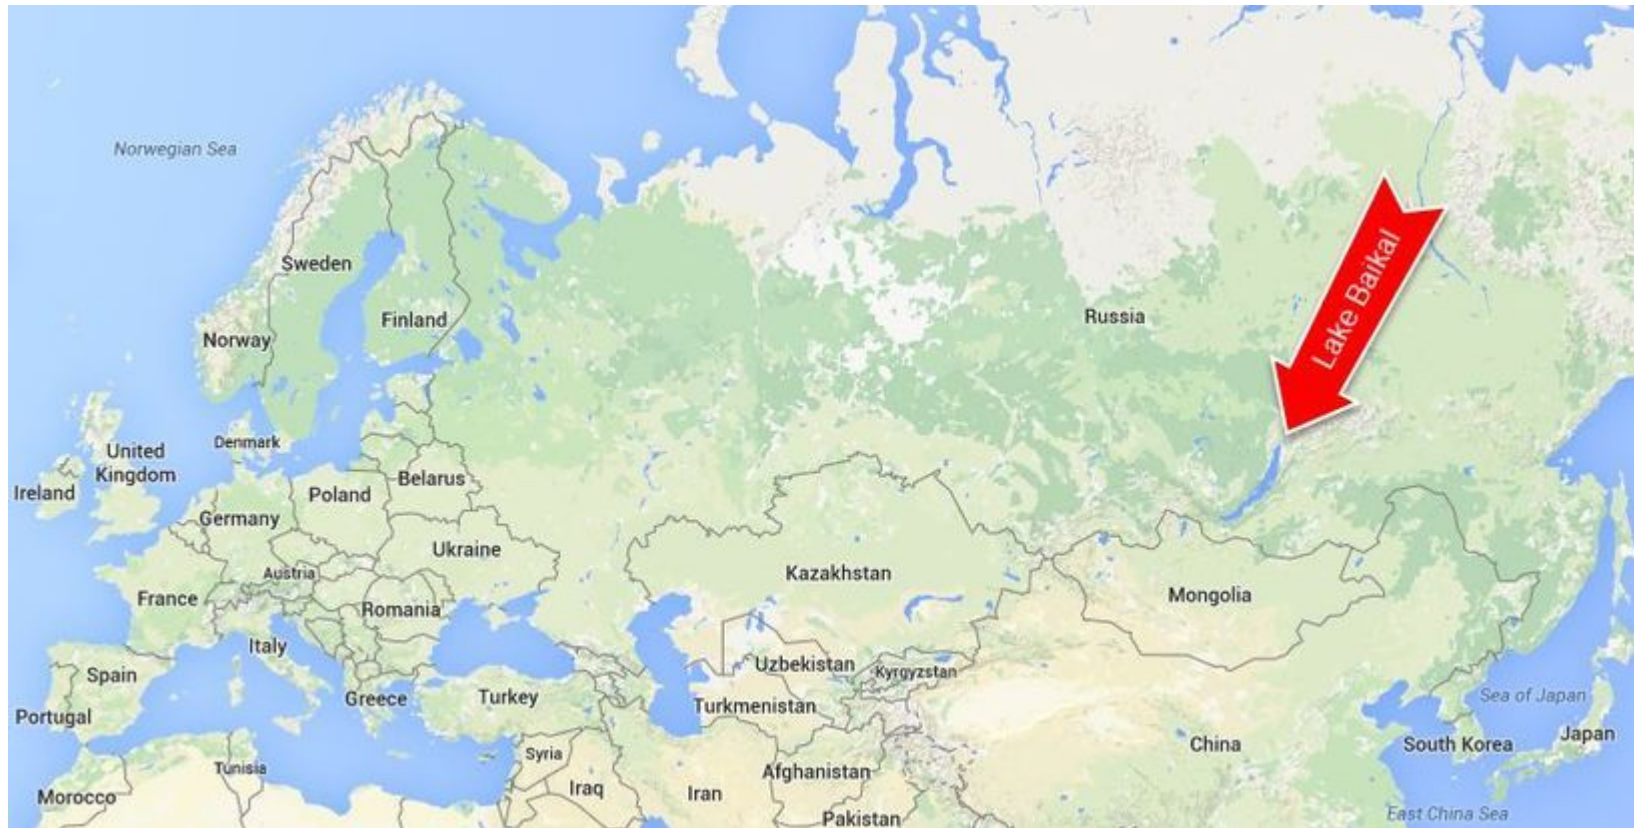 Norwegian Sea
Sweden
Finland
Norway
Russia
Lake Baikal
United
Kingdom
Denmark
Ireland
Poland
Belarus
Germany
Ukraine
Austria
Kazakhstan
France
Romania
Mongolia
Italy
Spain
Uzbekistan
Kyrgyzstan
Greece
Turkey
Turkmenistan
Sea of Japan
Portugal
China
South Korea
Japan
Syria
Tunisia
Afghanistan
Iraq
Iran
Morocco
Pakistan
East China Sea